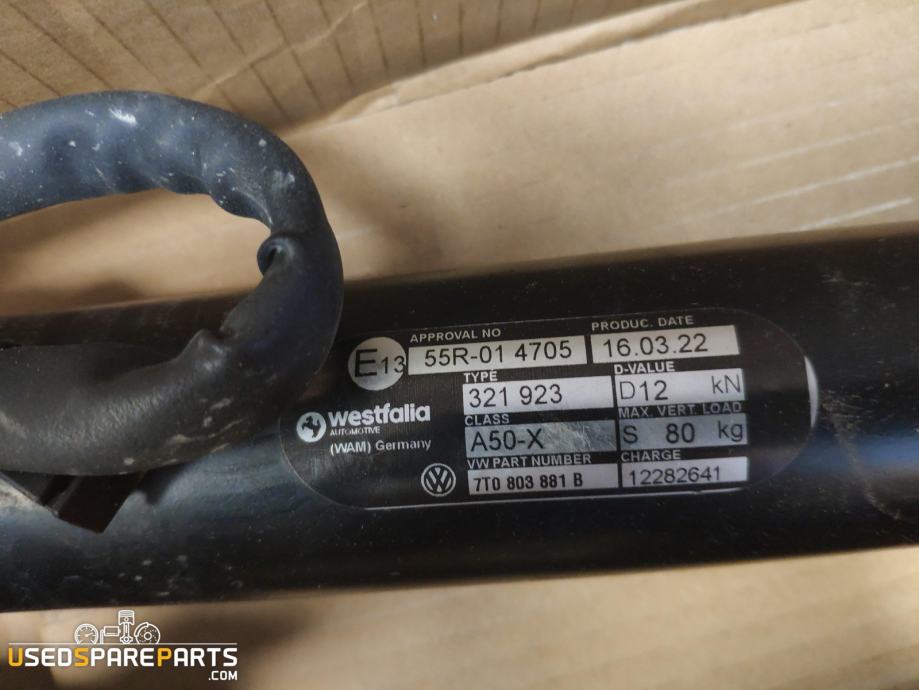 APPROVAL NO
PRODUC. DATE
E13
55R-01 4705
16.03.22
TYPE
D-VALUE
321 923
D12 kN
westfalia
AUTOMOTIVE
(WAM) Germany
CLASS
MAX. VERT. LOAD
A50-X
S 80 kg
VW PART NUMBER
CHARGE
7T0 803 881 B
12282641
USEDSPAREPARTS
.COM